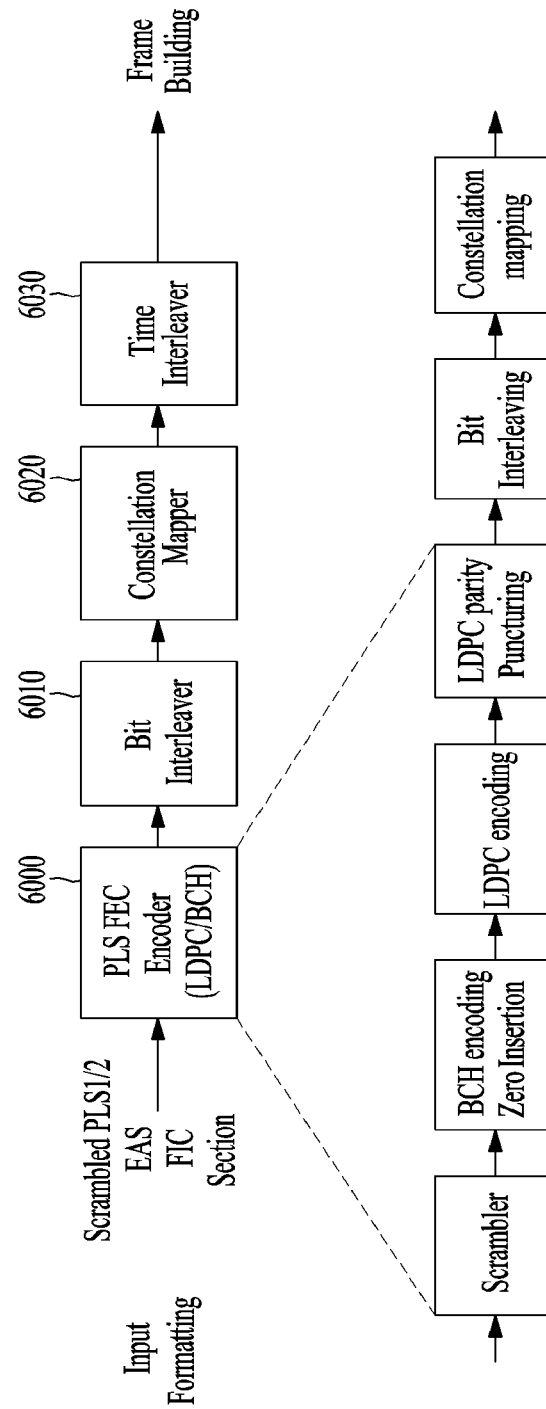 Input
Formatting
Scrambled PLS1/2
EAS
FIC
Section
6000
PLS FEC
Encoder
(LDPC/BCH)
6010
Bit
Interleaver
6020
Constellation
Mapper
6030
Time
Interleaver
Frame
Building
Scrambler
BCH encoding
Zero Insertion
LDPC encoding
LDPC parity
Puncturing
Bit
Interleaving
Constellation
mapping